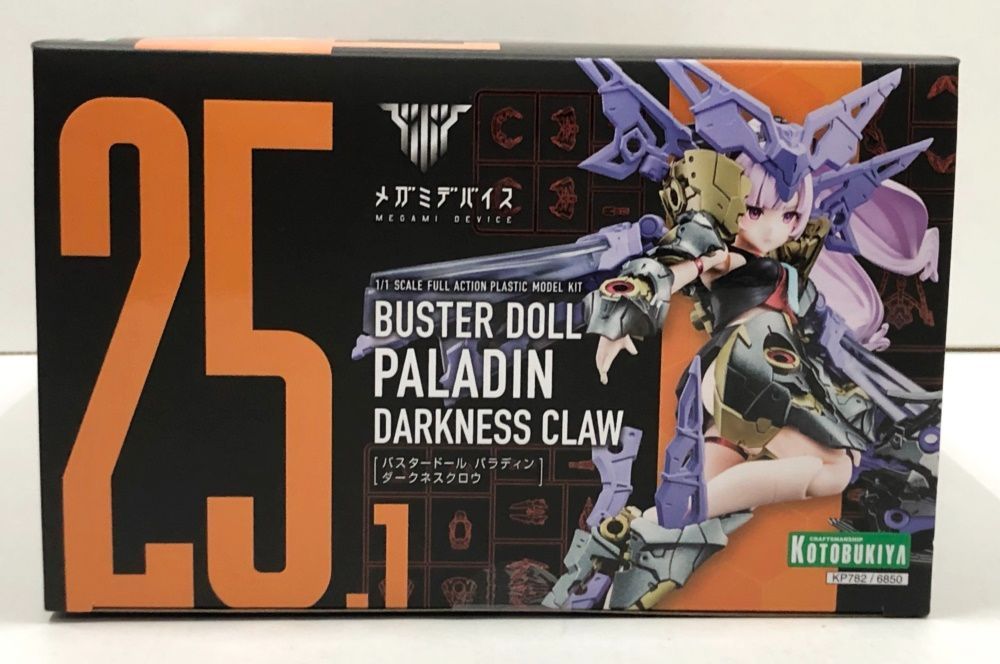 25.1
メガミデバイス
MEGAMI DEVICE
1/1 SCALE FULL ACTION PLASTIC MODEL KIT
BUSTER DOLL
PALADIN
DARKNESS CLAW
[バスタードール パラディン
ダークネスクロウ]
CRAFTSMANSHIP
KOTOBUKIYA
KP782 / 6850